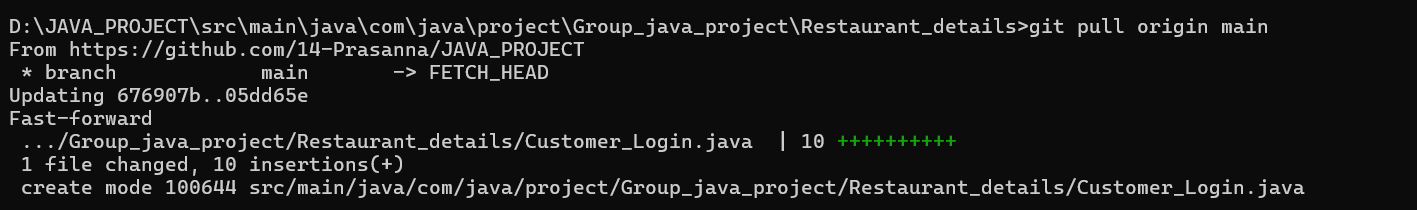 D:\JAVA_PROJECT\src\main\java\com\java\project\Group_java_project\Restaurant_details>git pull origin main
From https://github.com/14-Prasanna/JAVA_PROJECT
 * branch            main       -> FETCH_HEAD
Updating 676907b..05dd65e
Fast-forward
 .../Group_java_project/Restaurant_details/Customer_Login.java  | 10 ++++++++++
 1 file changed, 10 insertions(+)
 create mode 100644 src/main/java/com/java/project/Group_java_project/Restaurant_details/Customer_Login.java